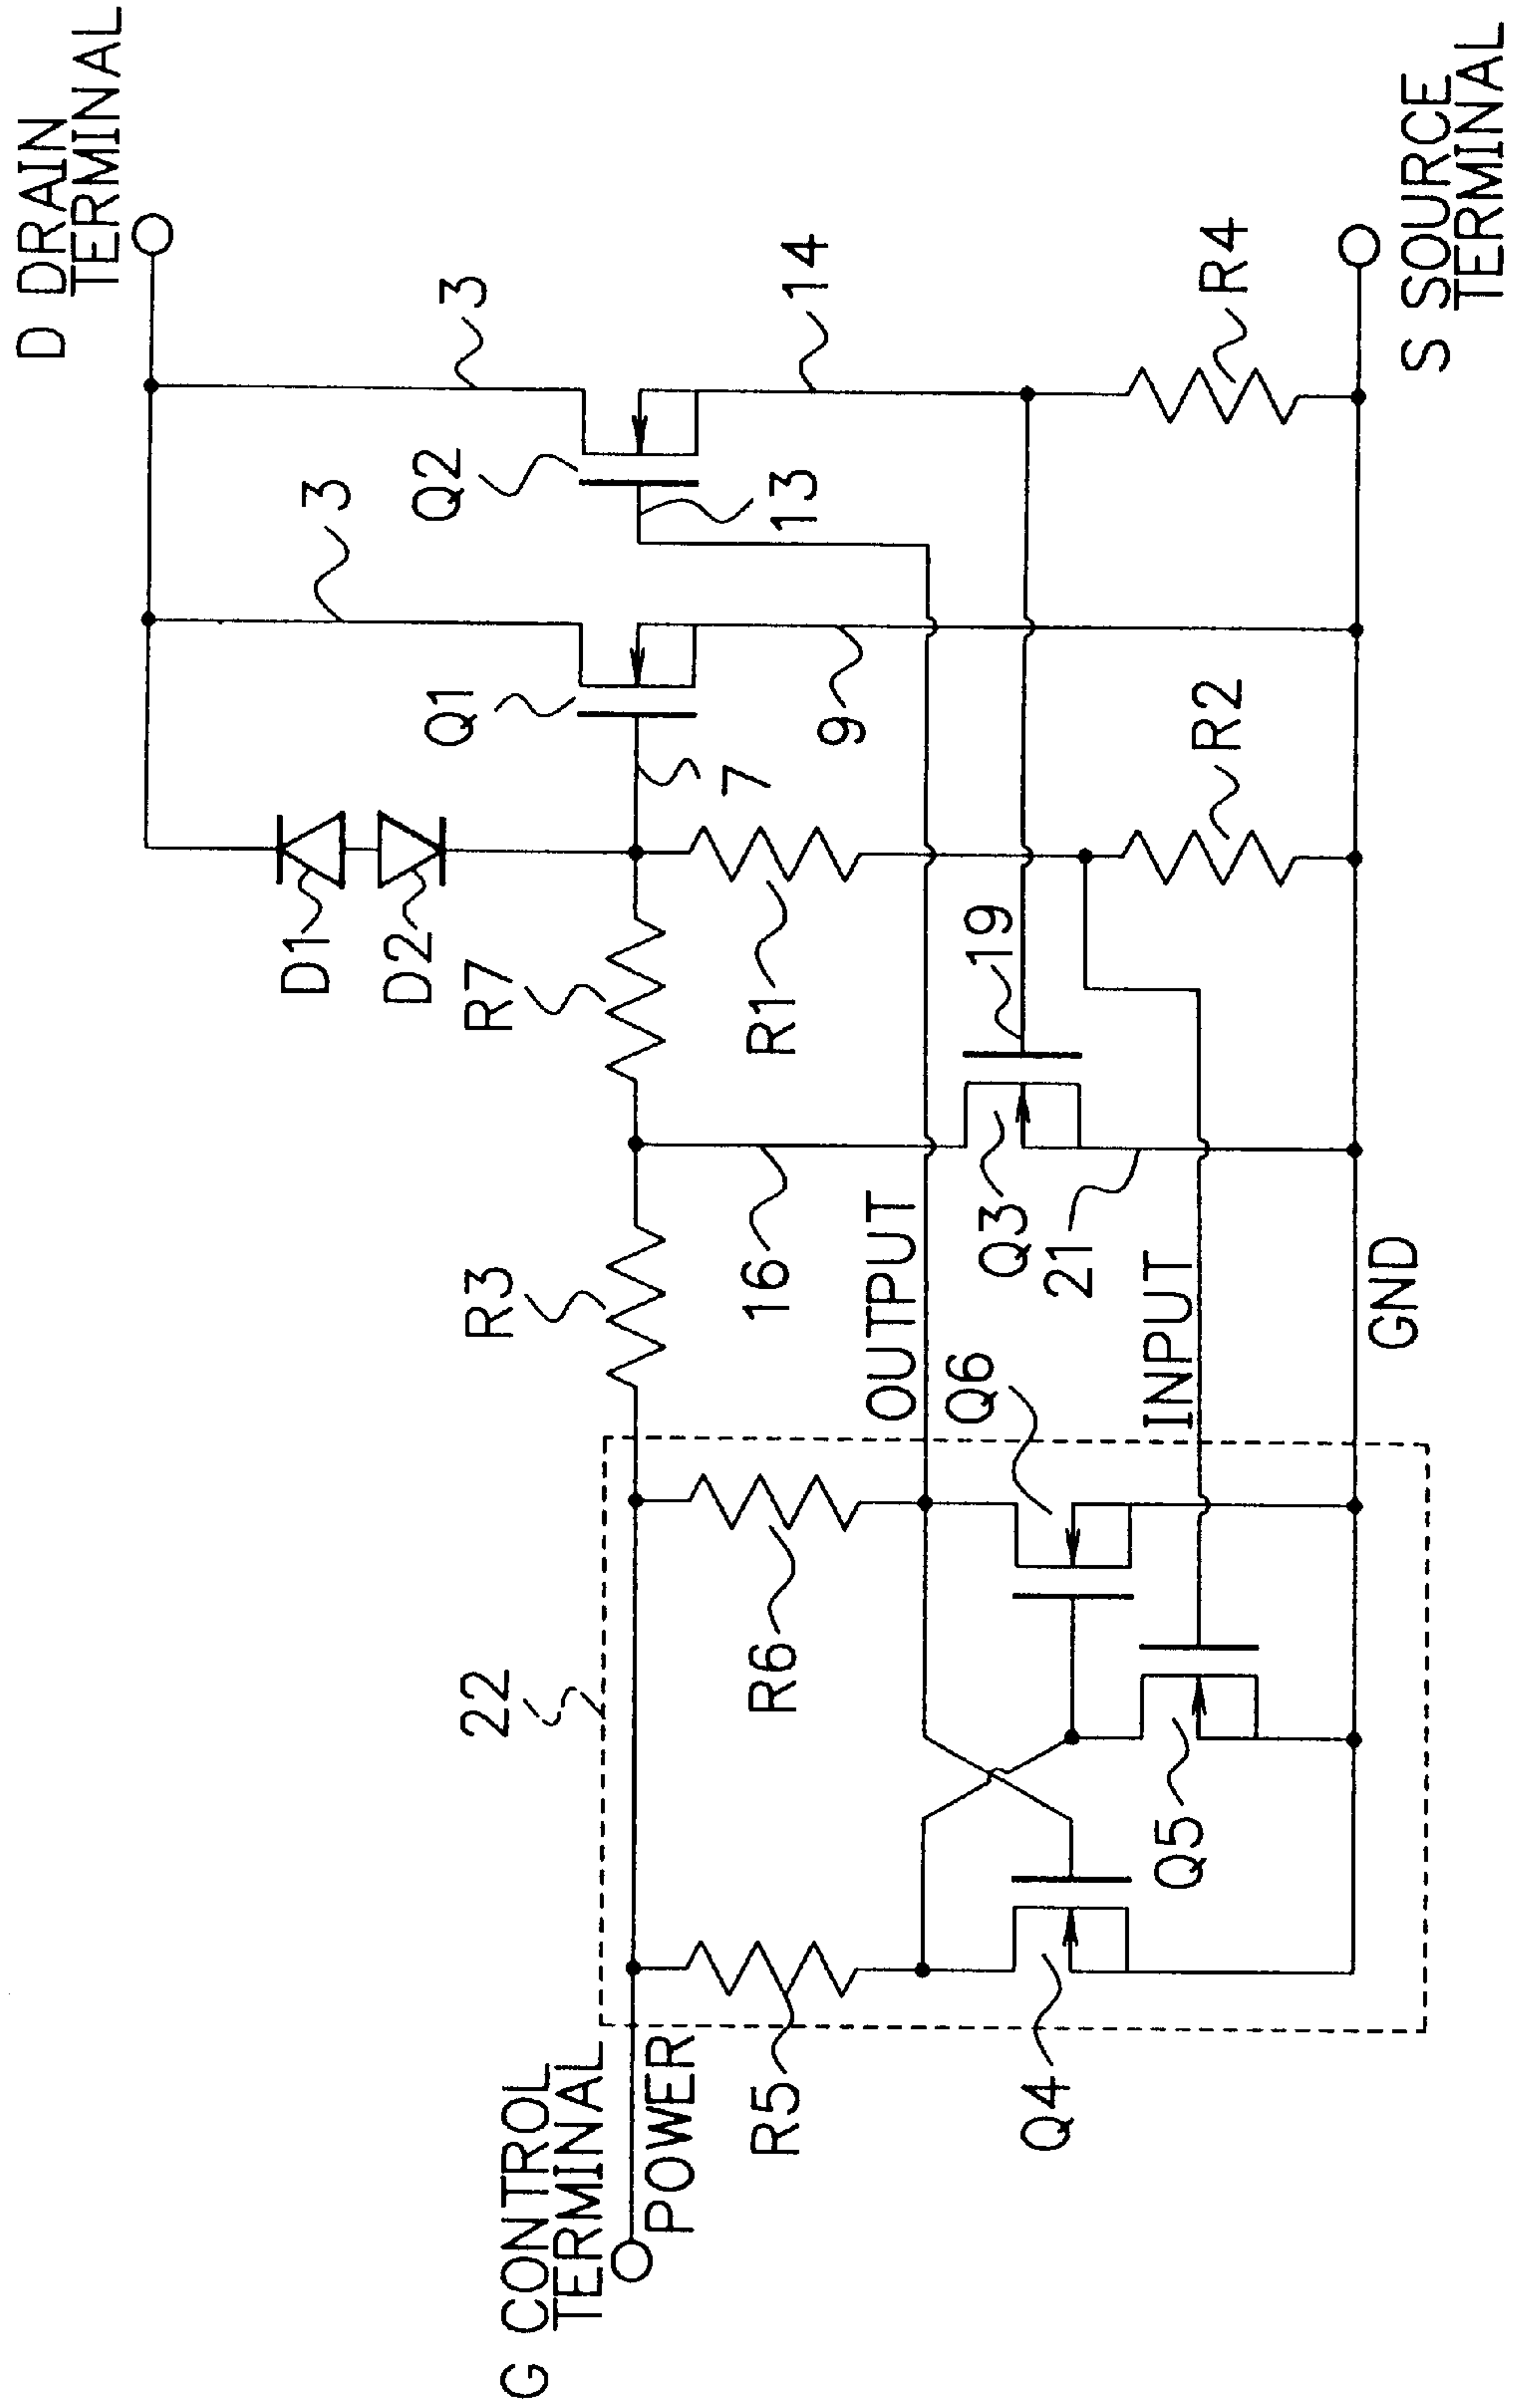 D DRAIN
TERMINAL
3
3
Q2
14
13
Q1
9
7
R4
S SOURCE
TERMINAL
R2
D1
D2
R7
R1
19
Q3
21
16
R3
OUTPUT
INPUT
GND
Q6
22
R6
Q5
G CONTROL
TERMINAL
POWER
R5
Q4